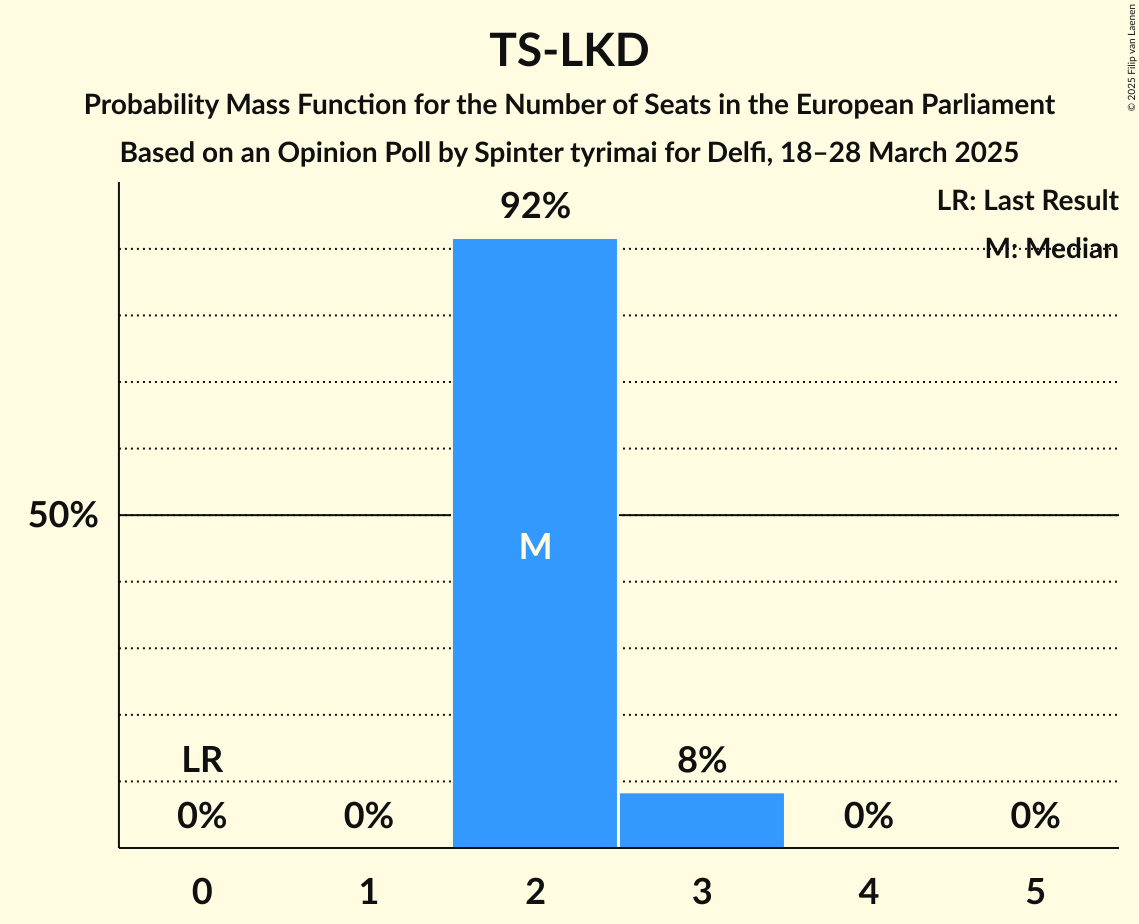 TS-LKD
Probability Mass Function for the Number of Seats in the European Parliament
Based on an Opinion Poll by Spinter tyrimai for Delfi, 18–28 March 2025
© 2025 Filip van Laenen
LR: Last Result
M: Median
92%
50%
M
LR
8%
0%
0%
0%
0%
0
1
2
3
4
5